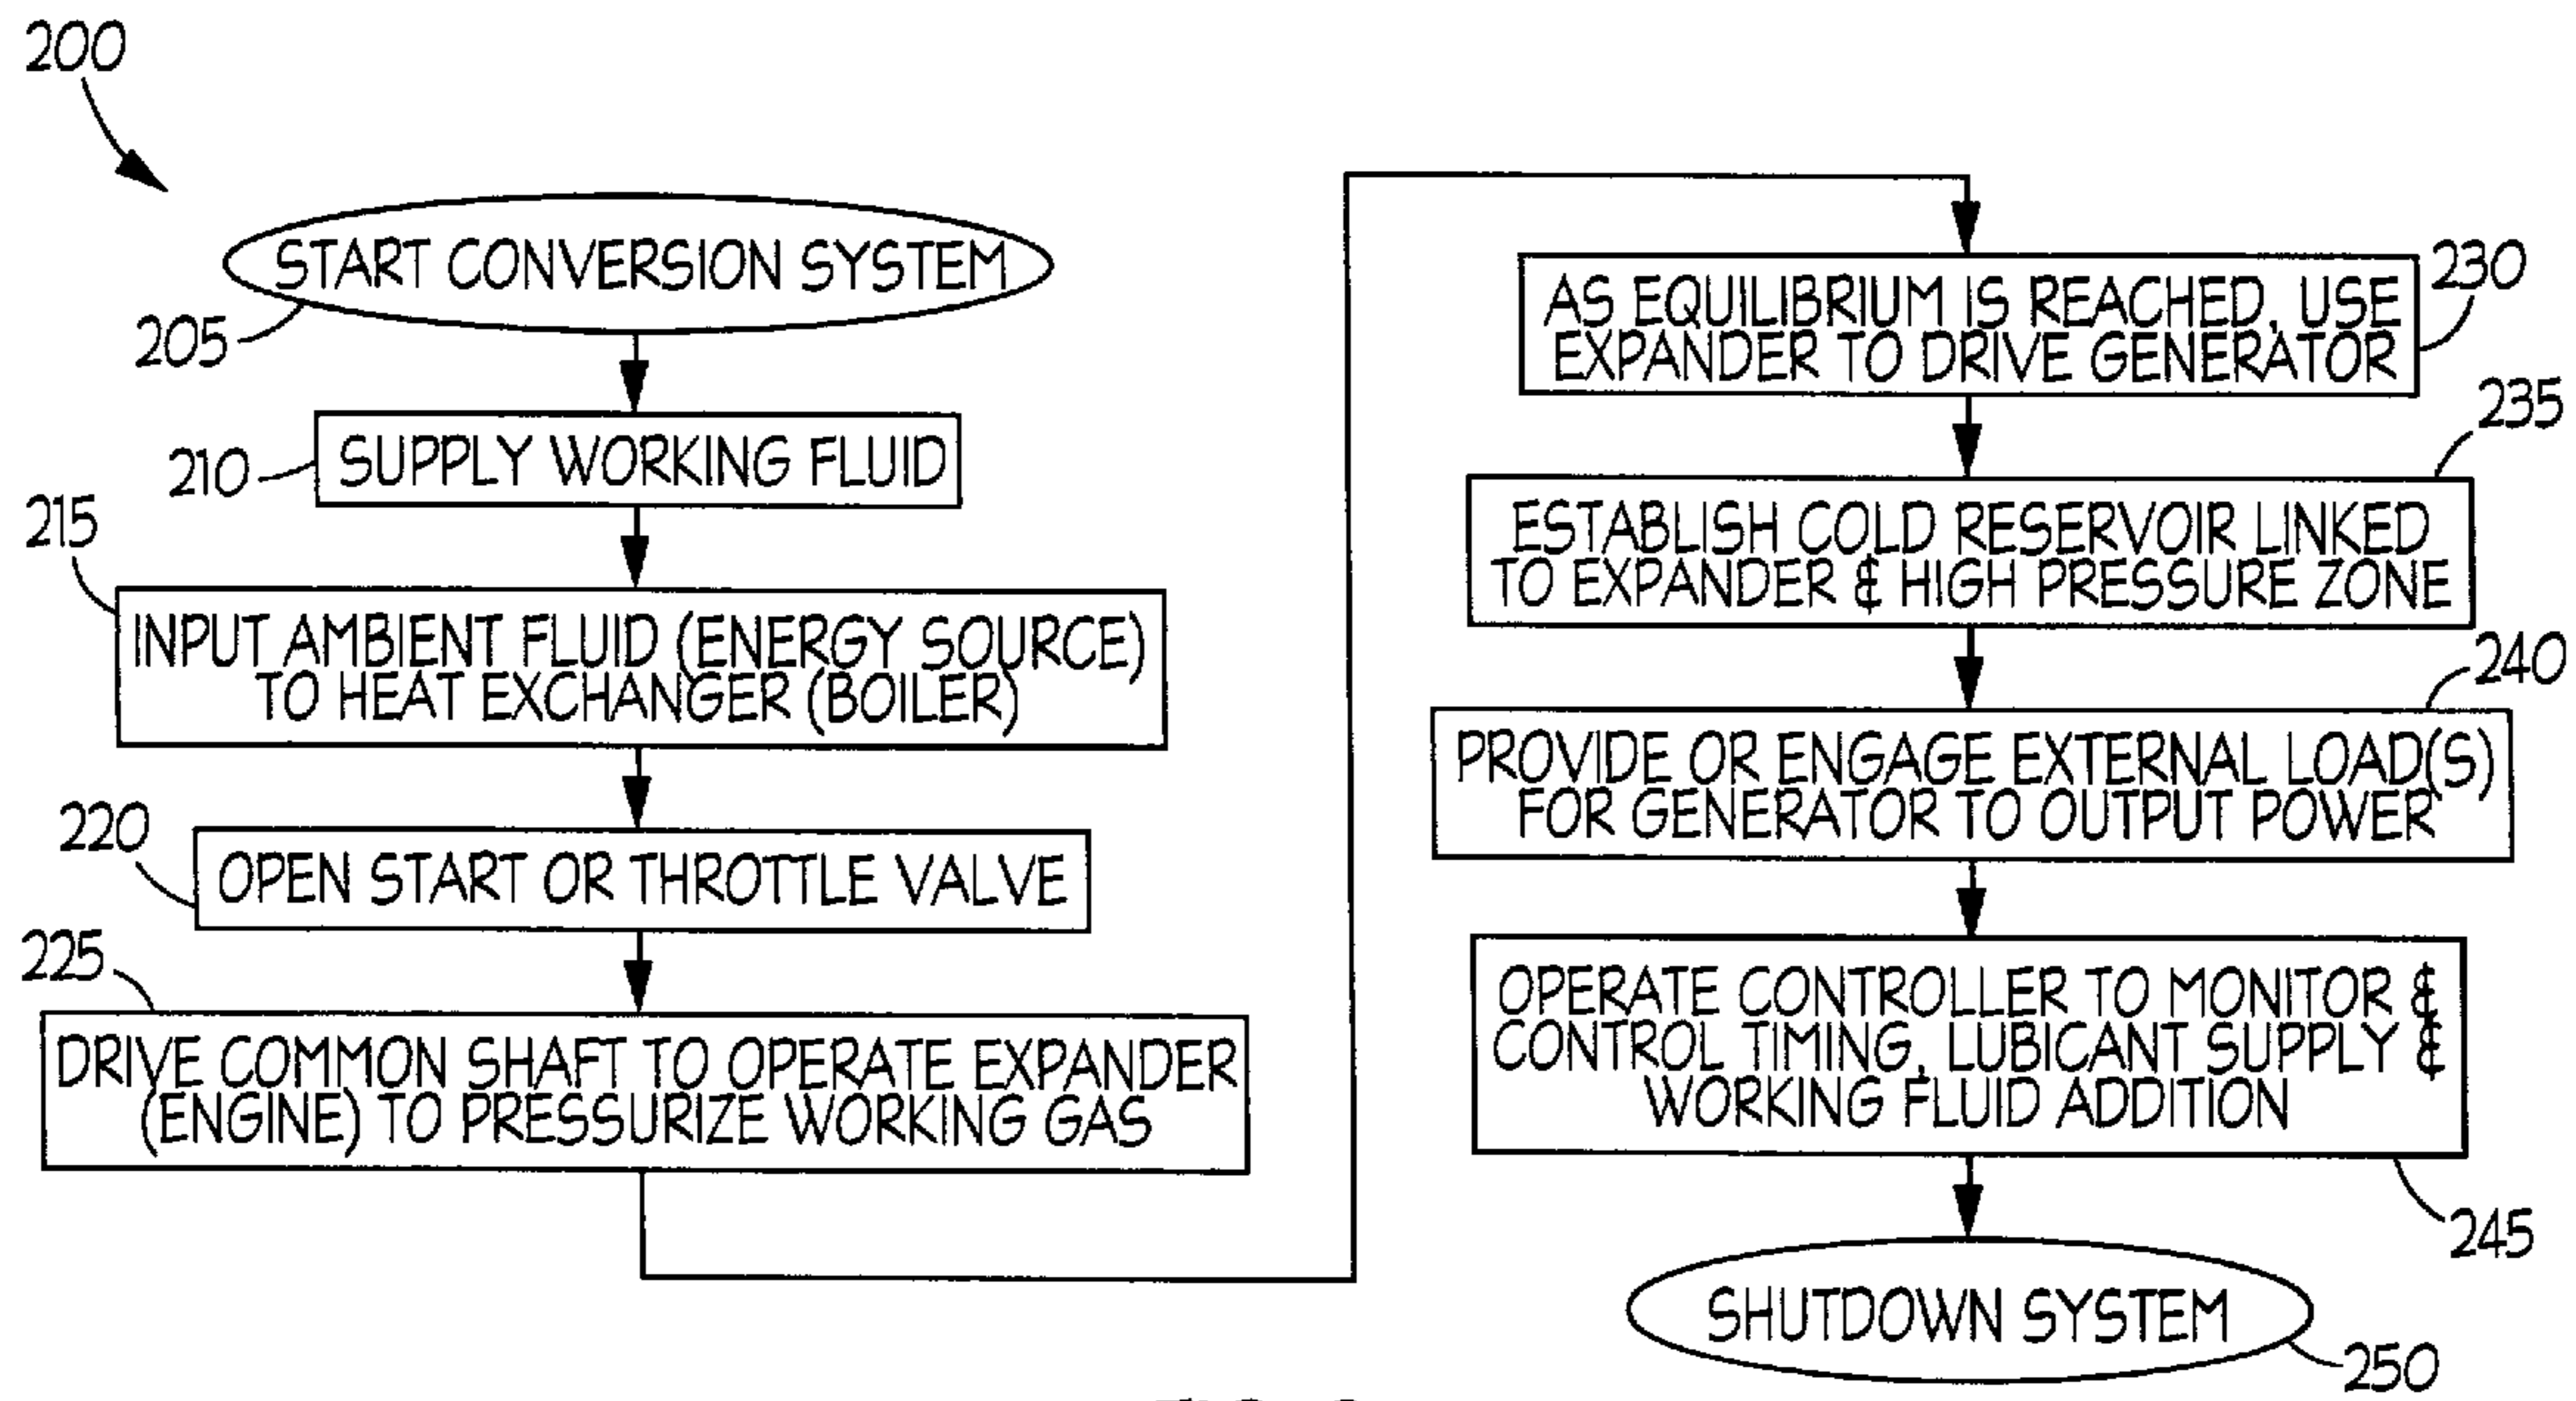 200
START CONVERSION SYSTEM
205
210
SUPPLY WORKING FLUID
215
INPUT AMBIENT FLUID (ENERGY SOURCE)
TO HEAT EXCHANGER (BOILER)
220
OPEN START OR THROTTLE VALVE
225
DRIVE COMMON SHAFT TO OPERATE EXPANDER
(ENGINE) TO PRESSURIZE WORKING GAS
230
AS EQUILIBRIUM IS REACHED, USE
EXPANDER TO DRIVE GENERATOR
235
ESTABLISH COLD RESERVOIR LINKED
TO EXPANDER & HIGH PRESSURE ZONE
240
PROVIDE OR ENGAGE EXTERNAL LOAD(S)
FOR GENERATOR TO OUTPUT POWER
OPERATE CONTROLLER TO MONITOR &
CONTROL TIMING, LUBICANT SUPPLY &
WORKING FLUID ADDITION
245
SHUTDOWN SYSTEM
250